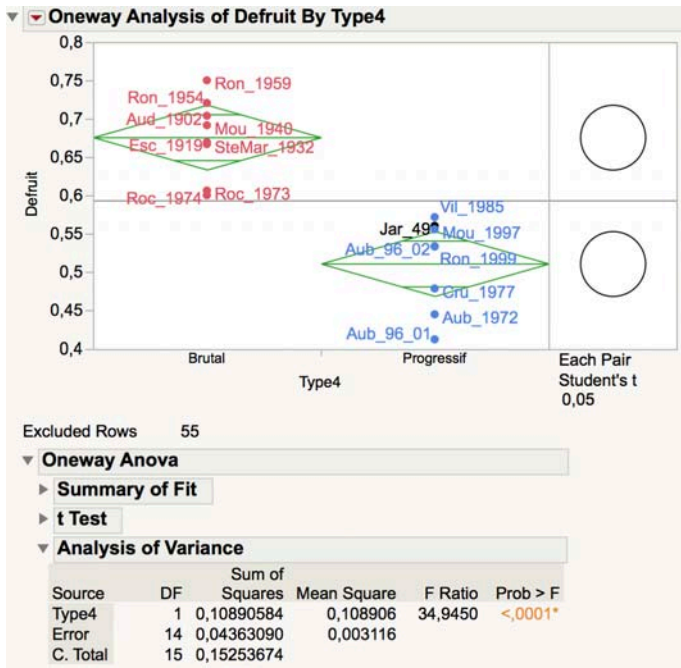 Oneway Analysis of Defruit By Type4
0,8
0,75
0,7
0,65
0,6
0,55
0,5
0,45
0,4
Defruit
Ron_1959
Ron_1954
Aud_1902
Mou_1940
Esc_1919 SteMar_1932
Roc_1974 Roc_1973
Vil_1985
Jar_49 Mou_1997
Aub_96_02 Ron_1999
Cru_1977
Aub_1972
Aub_96_01
Brutal Progressif
Type4
Each Pair
Student's t
0,05
Excluded Rows 55
Oneway Anova
Summary of Fit
t Test
Analysis of Variance
Sum of
Source DF Squares Mean Square F Ratio Prob > F
Type4 1 0,10890584 0,108906 34,9450 <,0001*
Error 14 0,04363090 0,003116
C. Total 15 0,15253674